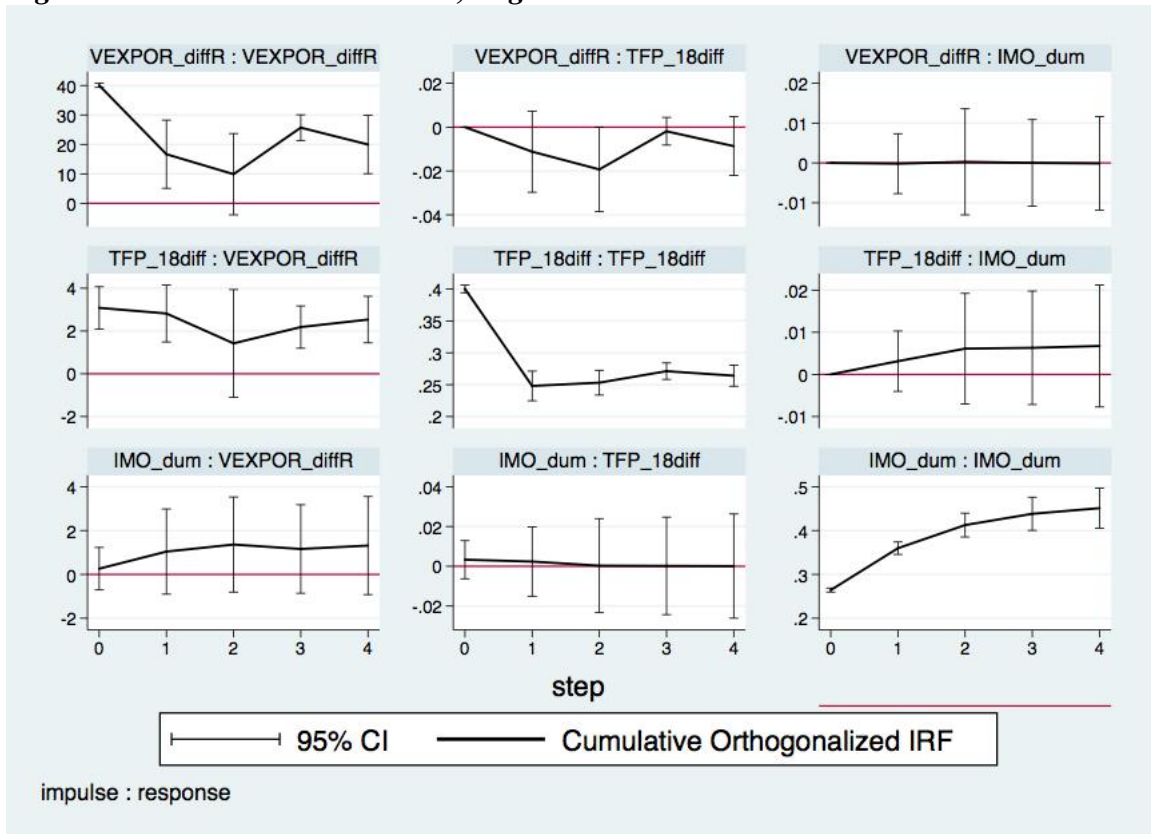 VEXPOR_diffR : VEXPOR_diffR VEXPOR_diffR : TFP_18diff VEXPOR_diffR : IMO_dum
40 .02 .02
30 0 .01
20 -.02 0
10 -.04 -.01
0
TFP_18diff : VEXPOR_diffR TFP_18diff : TFP_18diff TFP_18diff : IMO_dum
4 .4 .02
2 .35 .01
0 .3 0
-2 .25 -.01
.2
IMO_dum : VEXPOR_diffR IMO_dum : TFP_18diff IMO_dum : IMO_dum
4 .04 .5
2 .02 .4
0 0 .3
-2 -.02 .2
0 1 2 3 4 0 1 2 3 4 0 1 2 3 4
step
95% CI Cumulative Orthogonalized IRF
impulse : response